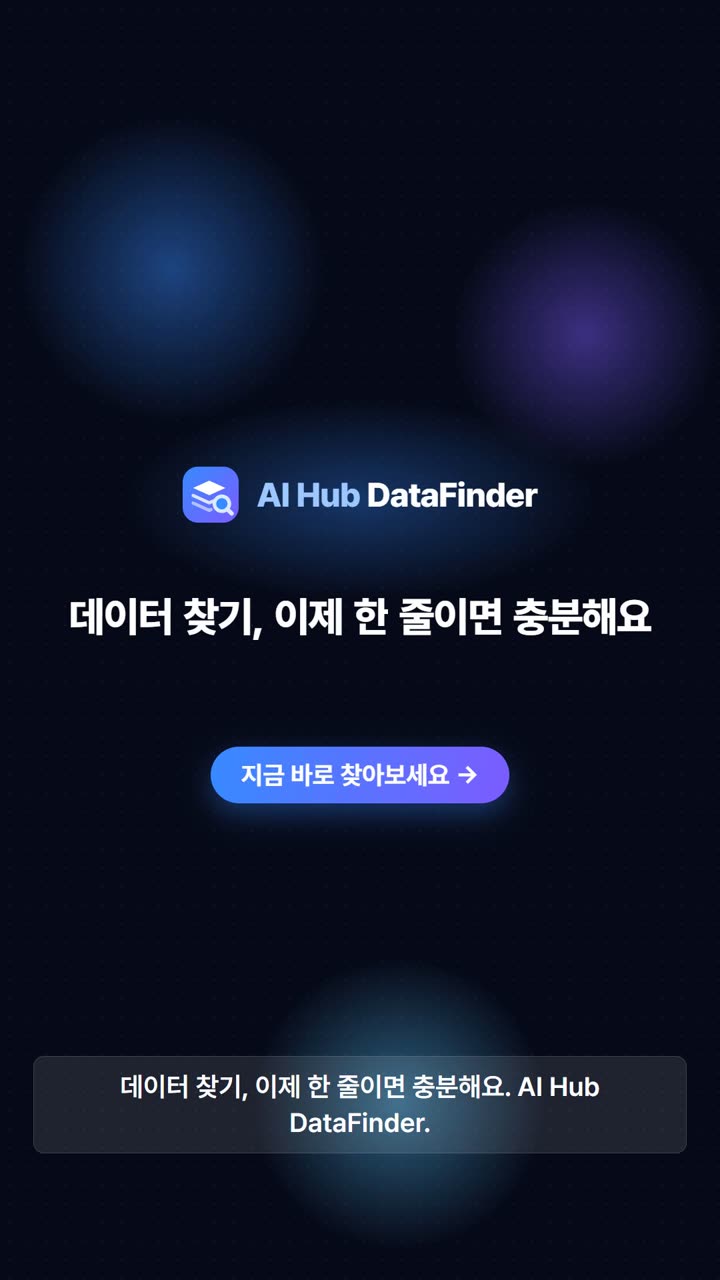 AI Hub DataFinder
데이터 찾기, 이제 한 줄이면 충분해요
지금 바로 찾아보세요 →
데이터 찾기, 이제 한 줄이면 충분해요. AI Hub
DataFinder.